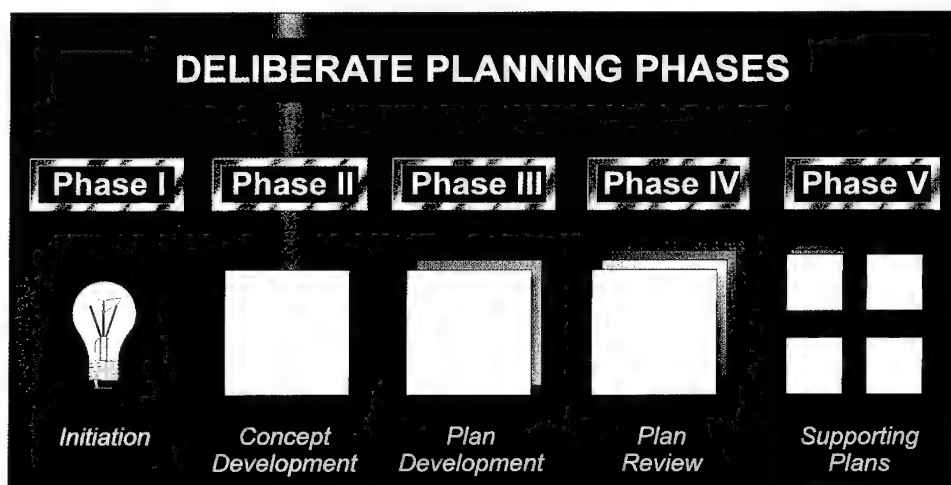 DELIBERATE PLANNING PHASES
Phase I
Phase II
Phase III
Phase IV
Phase V
Initiation
Concept
Development
Plan
Development
Plan
Review
Supporting
Plans